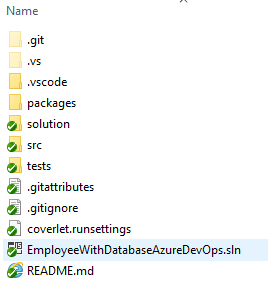 Name
.git
.vs
.vscode
packages
solution
src
tests
.gitattributes
.gitignore
coverlet.runsettings
EmployeeWithDatabaseAzureDevOps.sln
README.md